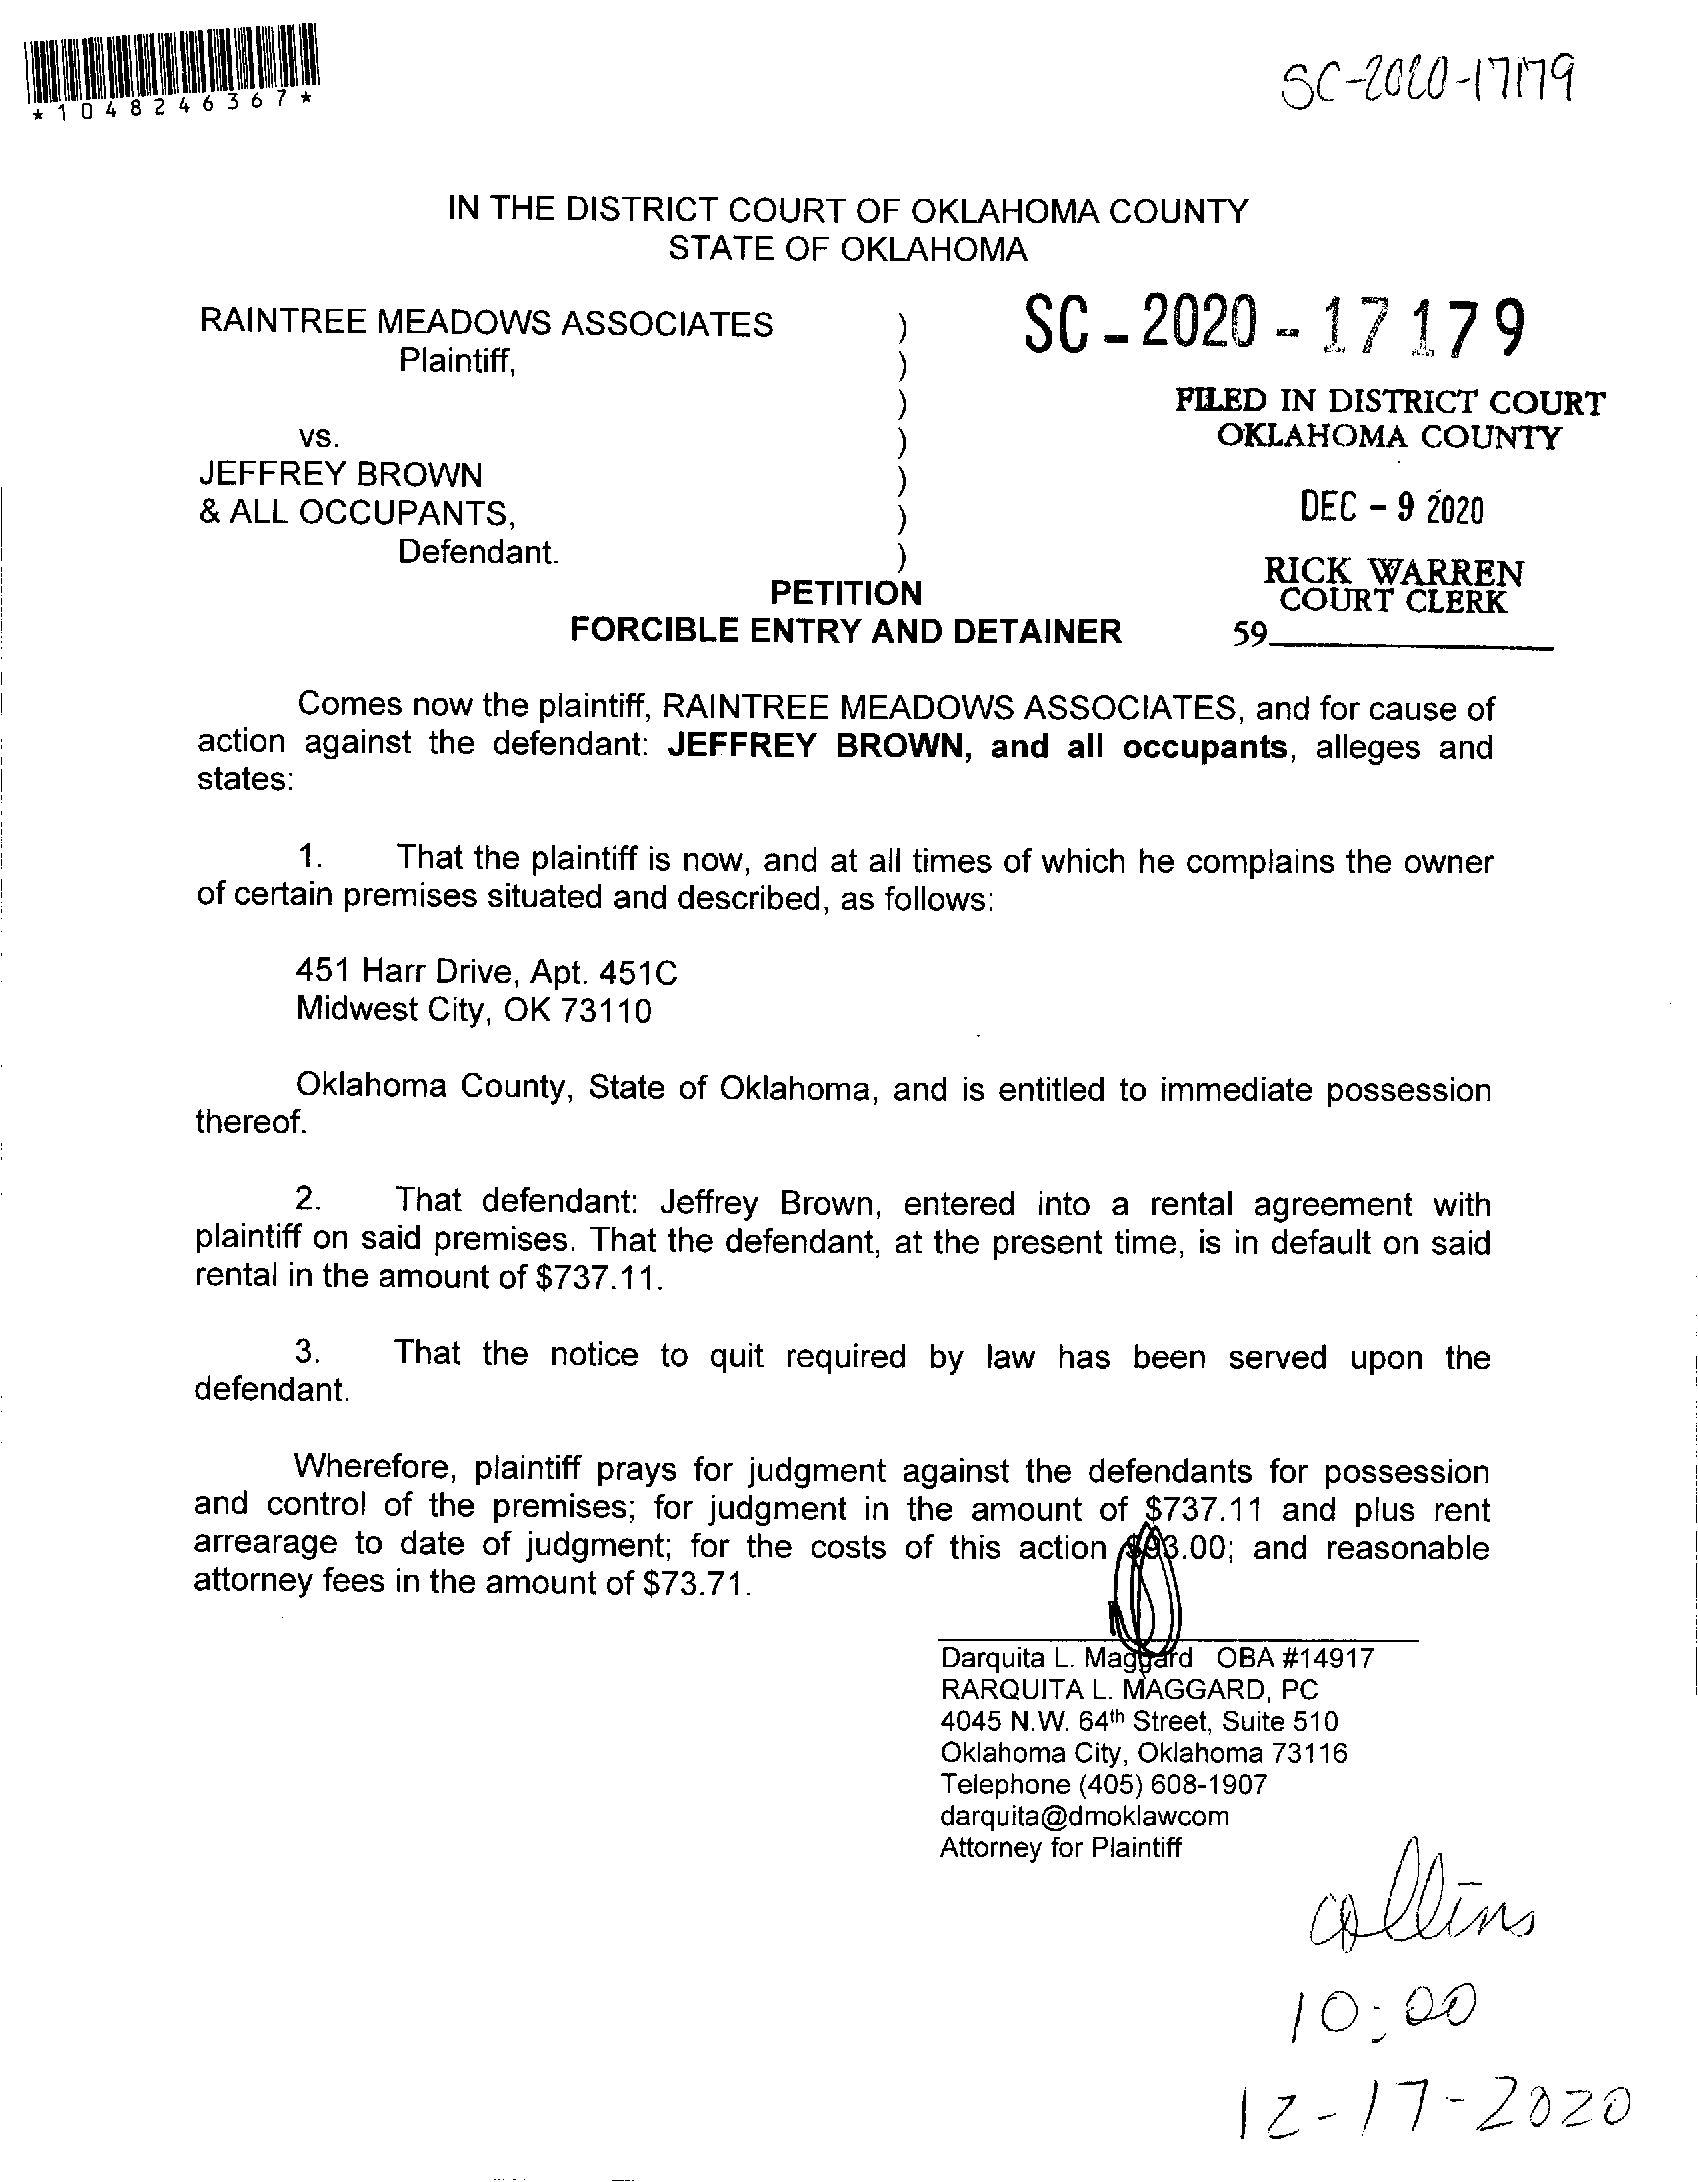 *1048246367*
SC-2020-17179
IN THE DISTRICT COURT OF OKLAHOMA COUNTY
STATE OF OKLAHOMA
RAINTREE MEADOWS ASSOCIATES )
Plaintiff, )
)
vs. )
JEFFREY BROWN )
& ALL OCCUPANTS, )
Defendant. )
SC-2020-17179
FILED IN DISTRICT COURT
OKLAHOMA COUNTY
DEC - 9 2020
RICK WARREN
COURT CLERK
59
PETITION
FORCIBLE ENTRY AND DETAINER
Comes now the plaintiff, RAINTREE MEADOWS ASSOCIATES, and for cause of
action against the defendant: JEFFREY BROWN, and all occupants, alleges and
states:
1. That the plaintiff is now, and at all times of which he complains the owner
of certain premises situated and described, as follows:
451 Harr Drive, Apt. 451C
Midwest City, OK 73110
Oklahoma County, State of Oklahoma, and is entitled to immediate possession
thereof.
2. That defendant: Jeffrey Brown, entered into a rental agreement with
plaintiff on said premises. That the defendant, at the present time, is in default on said
rental in the amount of $737.11.
3. That the notice to quit required by law has been served upon the
defendant.
Wherefore, plaintiff prays for judgment against the defendants for possession
and control of the premises; for judgment in the amount of $737.11 and plus rent
arrearage to date of judgment; for the costs of this action $93.00; and reasonable
attorney fees in the amount of $73.71.
Darquita L. Maggard OBA #14917
RARQUITA L. MAGGARD, PC
4045 N.W. 64th Street, Suite 510
Oklahoma City, Oklahoma 73116
Telephone (405) 608-1907
darquita@dmoklawcom
Attorney for Plaintiff
Collins
10:00
12-17-2020